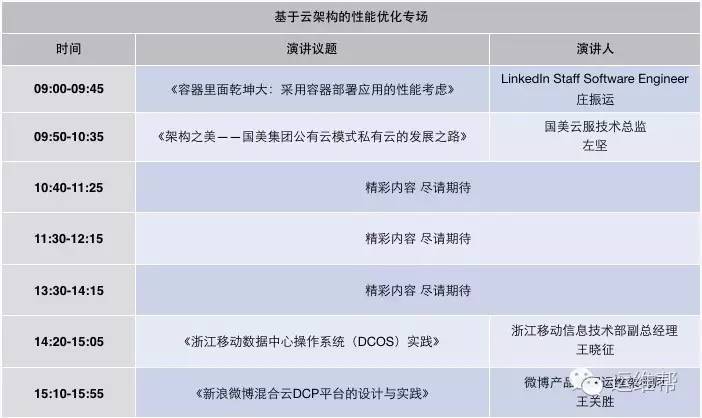 基于云架构的性能优化专场
时间 演讲议题 演讲人
09:00-09:45 《容器里面乾坤大：采用容器部署应用的性能考虑》 LinkedIn Staff Software Engineer
庄振运
09:50-10:35 《架构之美——国美集团公有云模式私有云的发展之路》 国美云服技术总监
左坚
10:40-11:25 精彩内容 尽请期待
11:30-12:15 精彩内容 尽请期待
13:30-14:15 精彩内容 尽请期待
14:20-15:05 《浙江移动数据中心操作系统（DCOS）实践》 浙江移动信息技术部副总经理
王晓征
15:10-15:55 《新浪微博混合云DCP平台的设计与实践》 微博产品
王关胜
运维帮